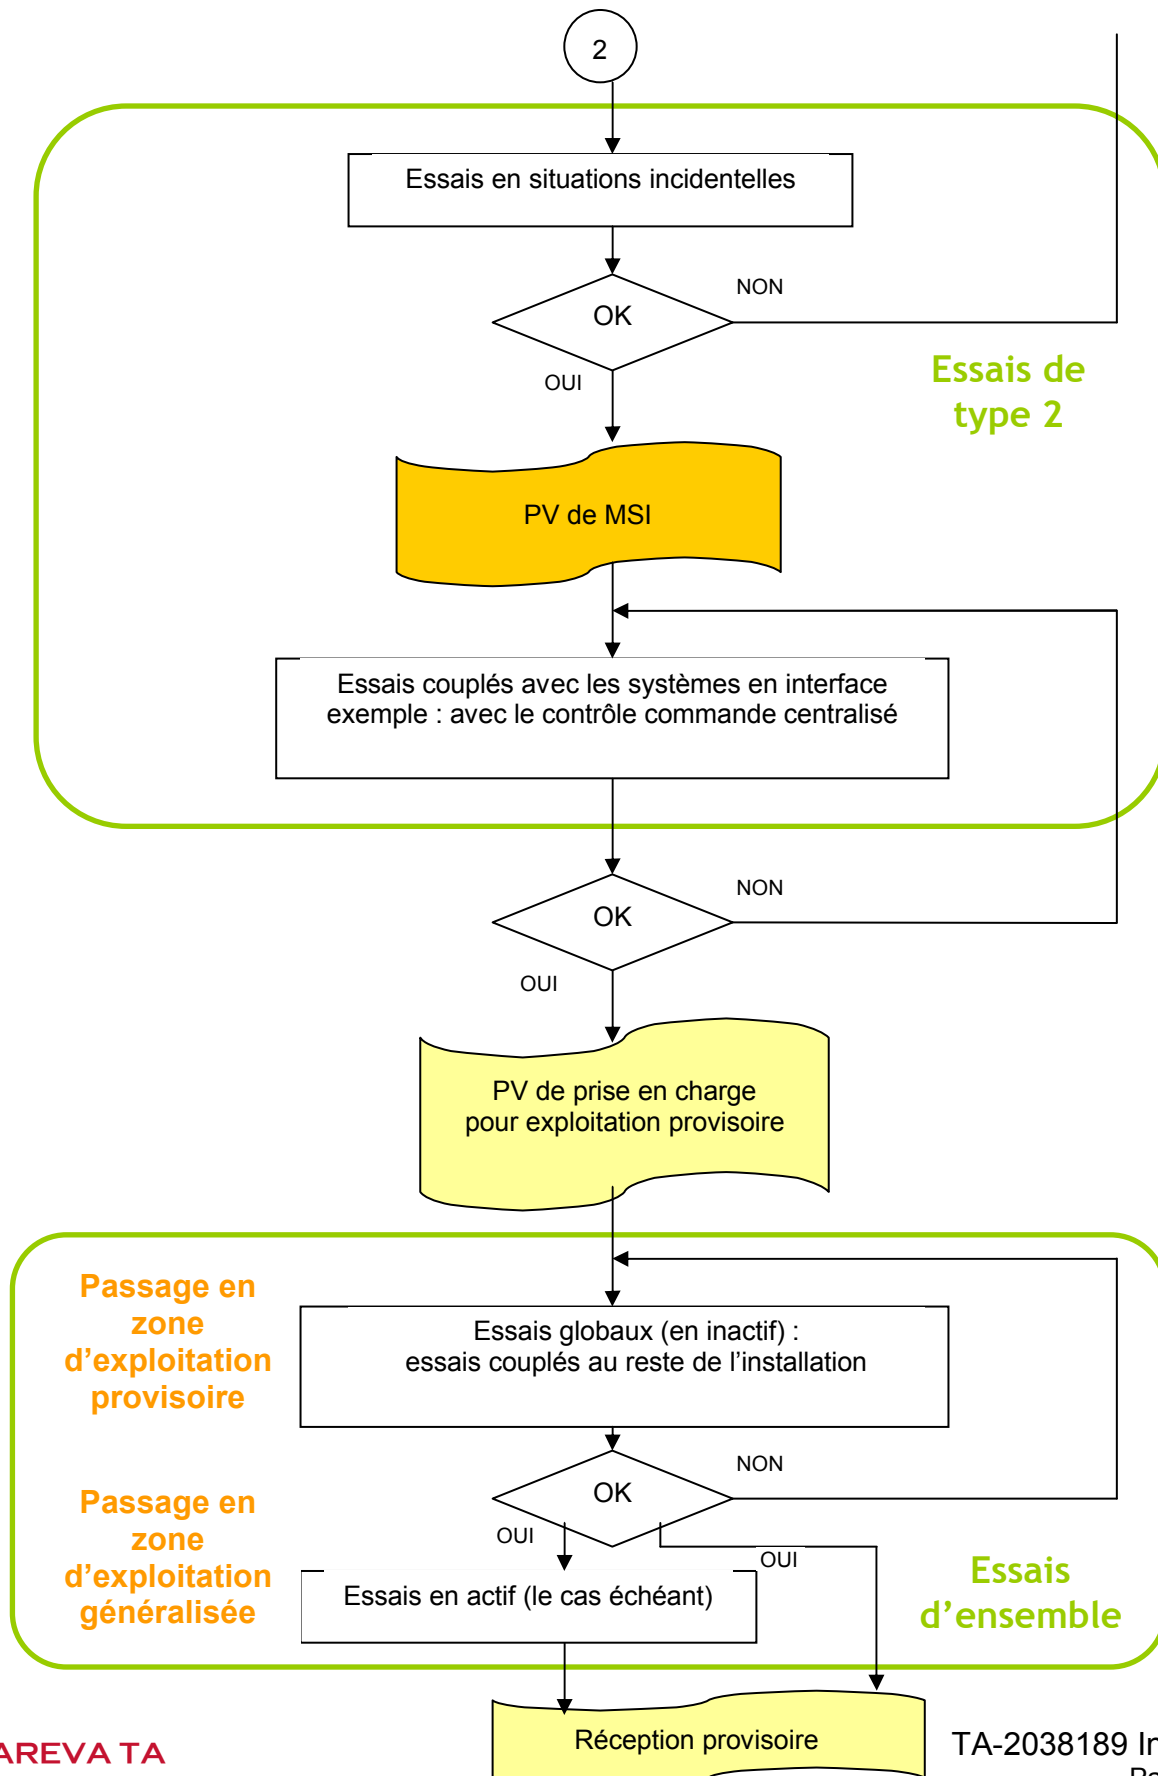 2
Essais en situations incidentelles
NON
OK
OUI
Essais de
type 2
PV de MSI
Essais couplés avec les systèmes en interface
exemple : avec le contrôle commande centralisé
NON
OK
OUI
PV de prise en charge
pour exploitation provisoire
Passage en
zone
d’exploitation
provisoire
Essais globaux (en inactif) :
essais couplés au reste de l’installation
NON
OK
Passage en
zone
d’exploitation
généralisée
OUI
OUI
Essais en actif (le cas échéant)
Essais
d’ensemble
Réception provisoire
AREVA TA
TA-2038189 In